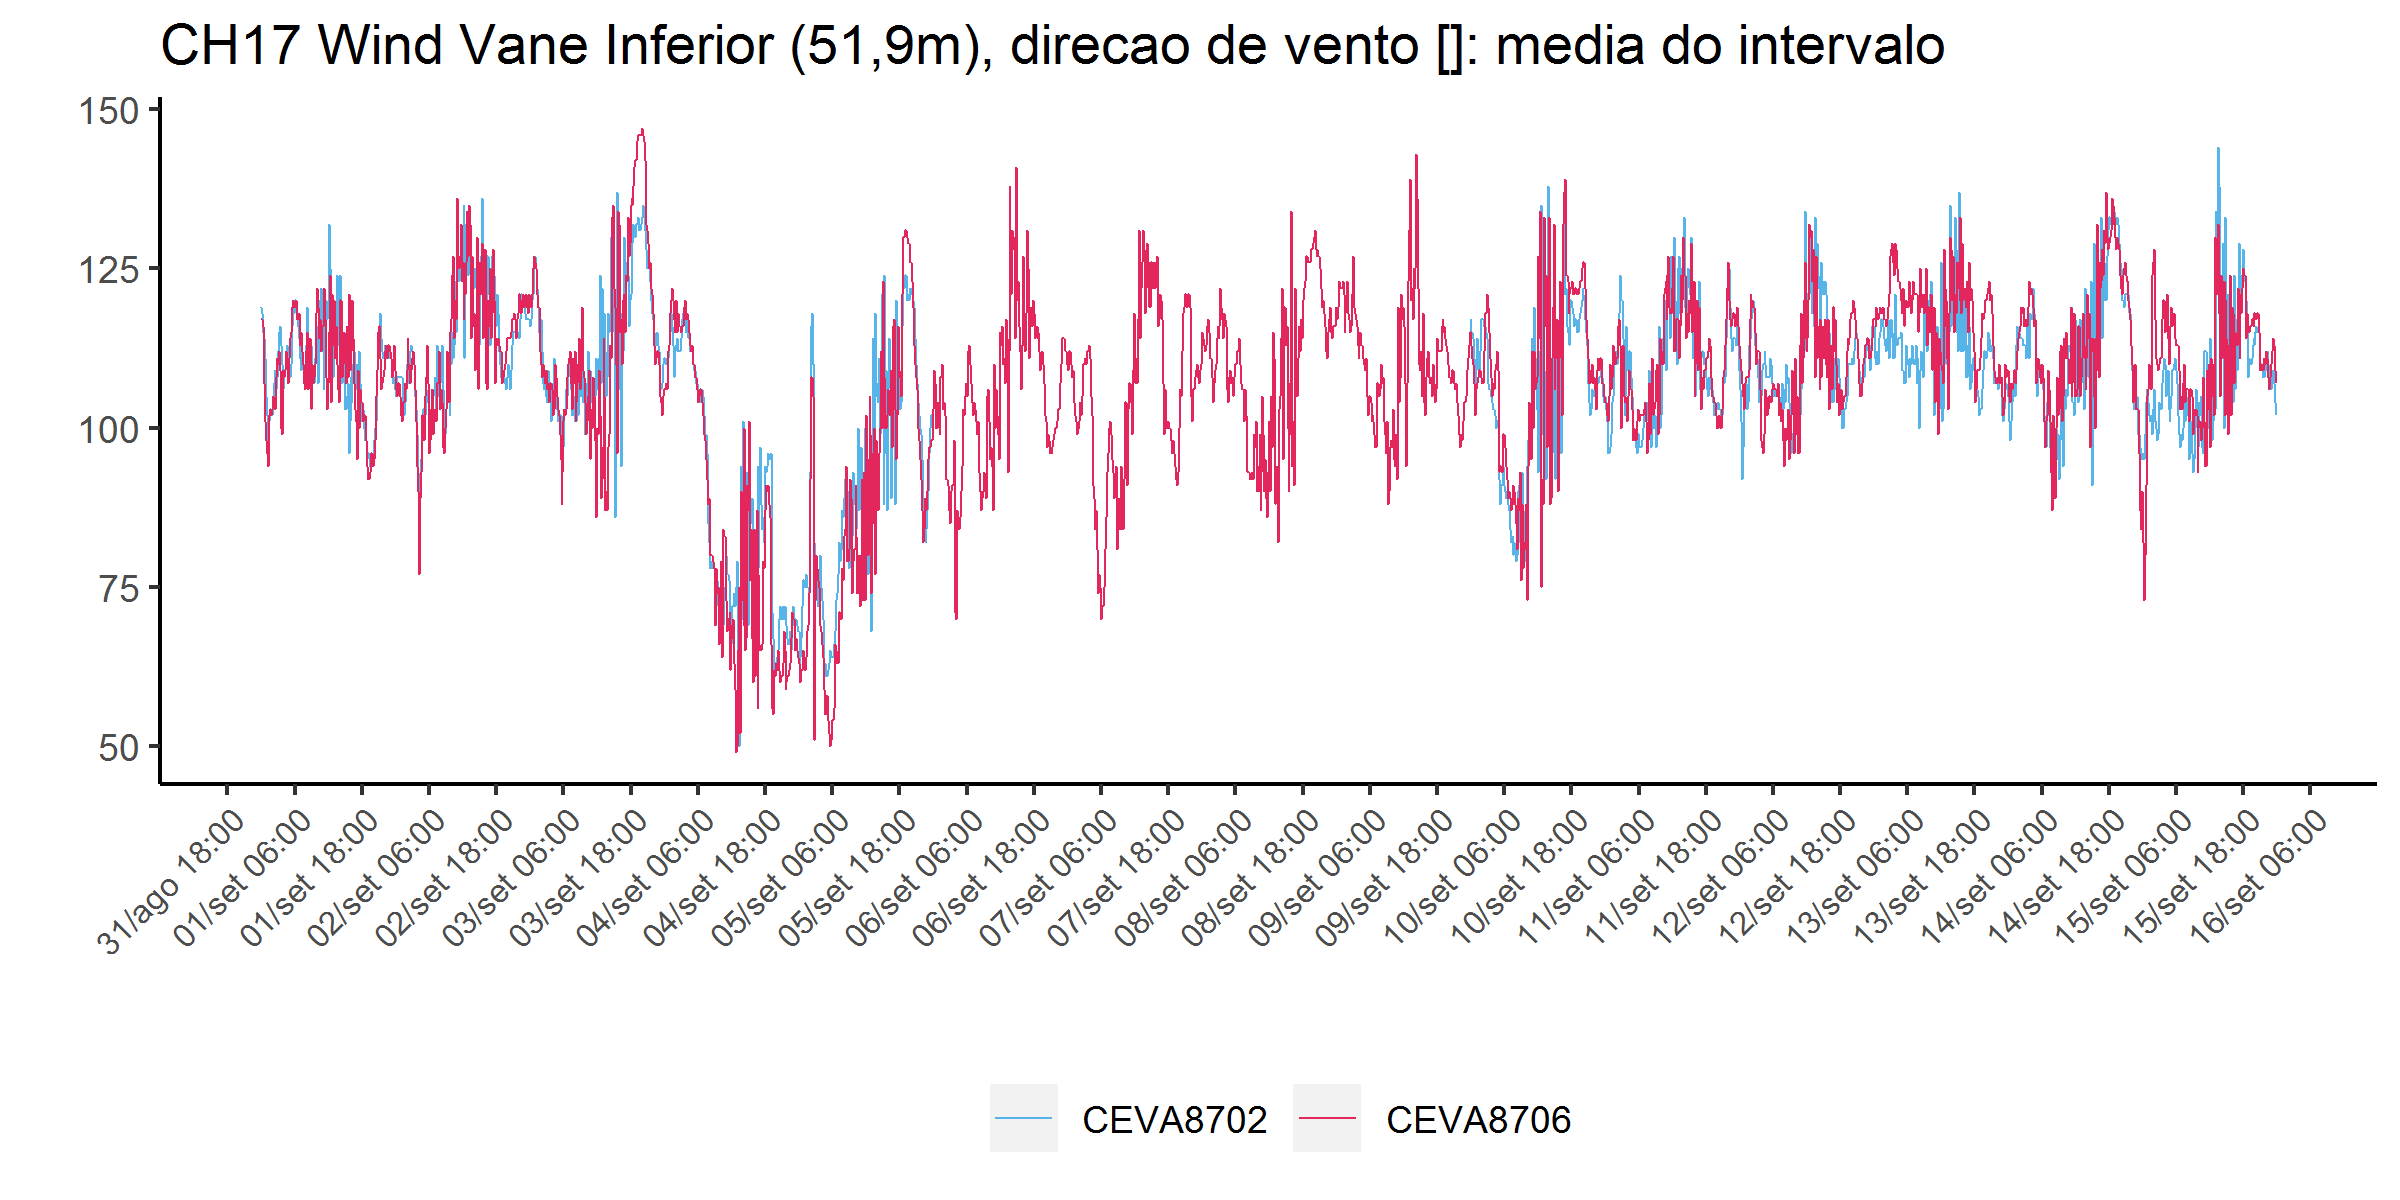 CH17 Wind Vane Inferior (51,9m), direcao de vento []: media do intervalo
150
125
100
75
50
31/ago 18:00
01/set 06:00
01/set 18:00
02/set 06:00
02/set 18:00
03/set 06:00
03/set 18:00
04/set 06:00
04/set 18:00
05/set 06:00
05/set 18:00
06/set 06:00
06/set 18:00
07/set 06:00
07/set 18:00
08/set 06:00
08/set 18:00
09/set 06:00
09/set 18:00
10/set 06:00
10/set 18:00
11/set 06:00
11/set 18:00
12/set 06:00
12/set 18:00
13/set 06:00
13/set 18:00
14/set 06:00
14/set 18:00
15/set 06:00
15/set 18:00
16/set 06:00
CEVA8702 CEVA8706